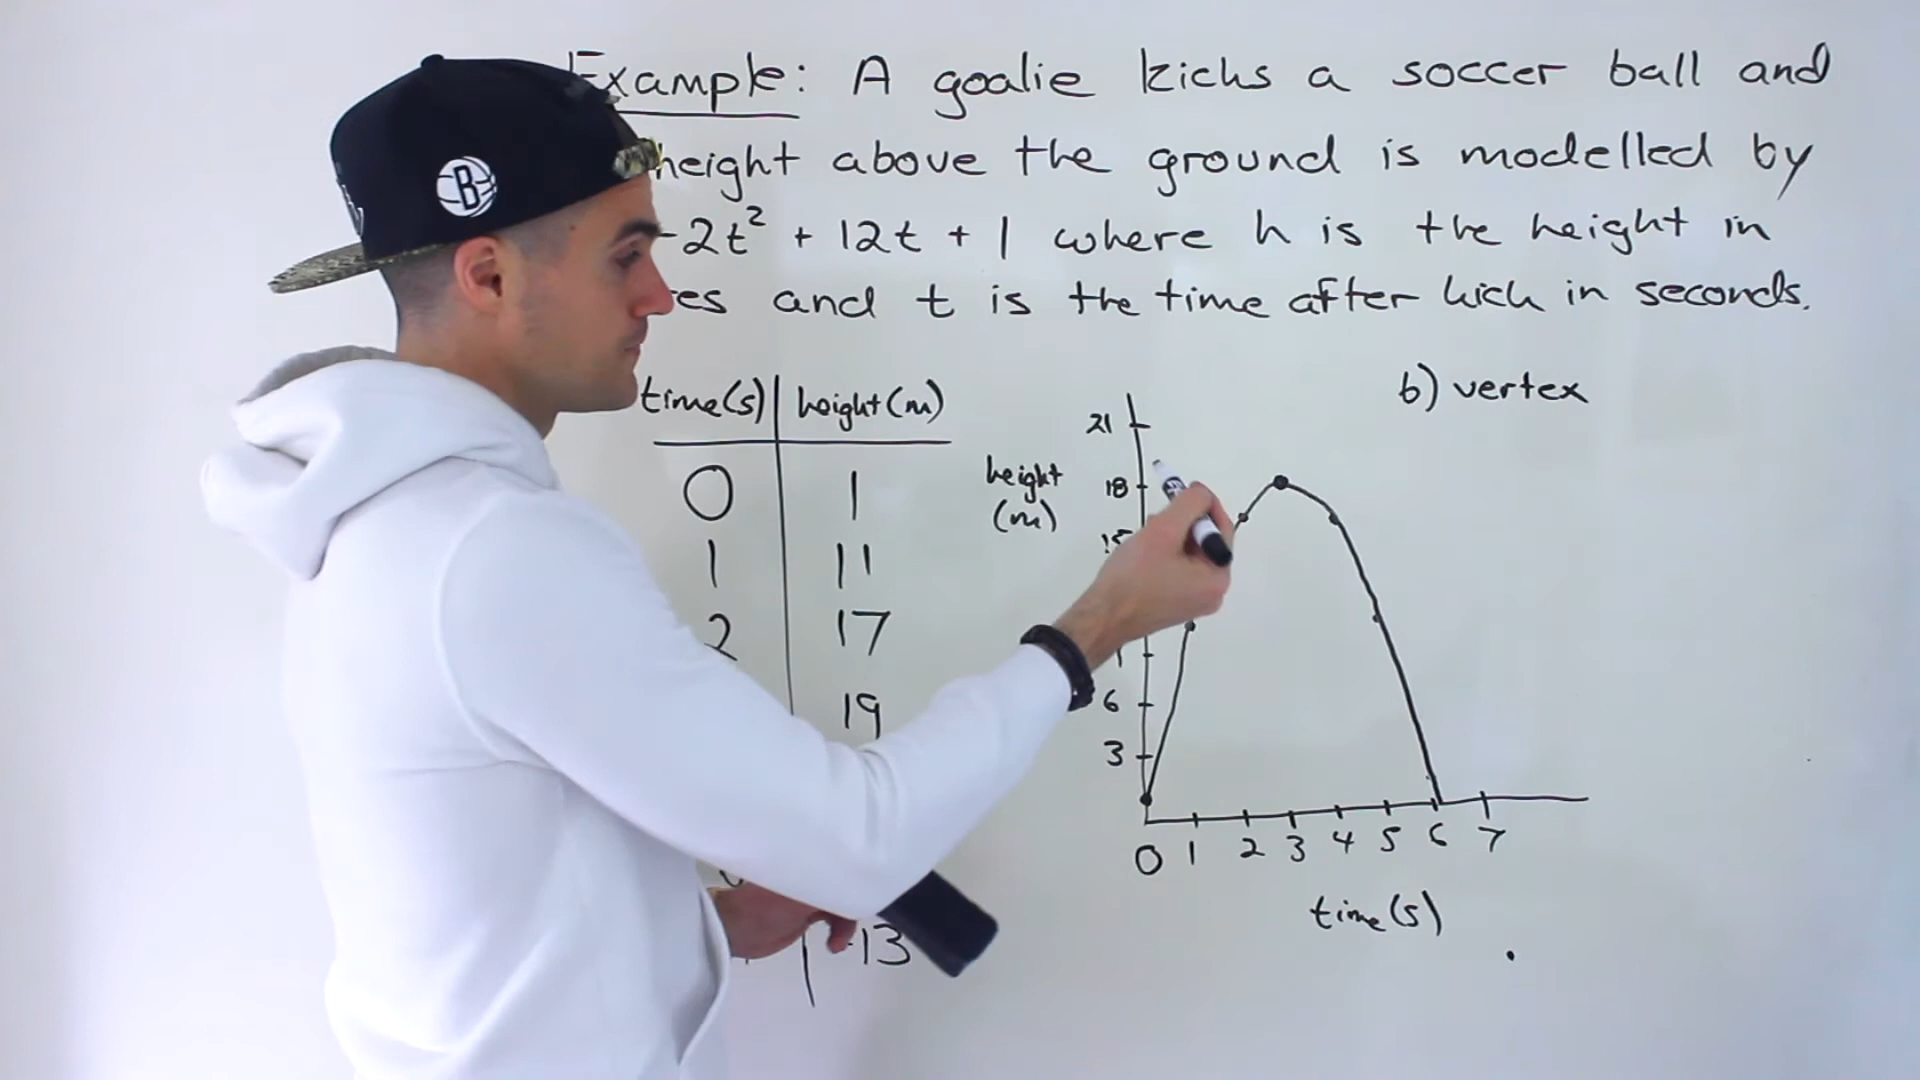 Example: A goalie kicks a soccer ball and
height above the ground is modelled by
-2t² + 12t + 1 where h is the height in
es and t is the time after kick in seconds.
b) vertex
time(s) height(m)
0 1
1 11
2 17
19
-13
height
(m)
21
18
15
6
3
0 1 2 3 4 5 6 7
time(s)
B